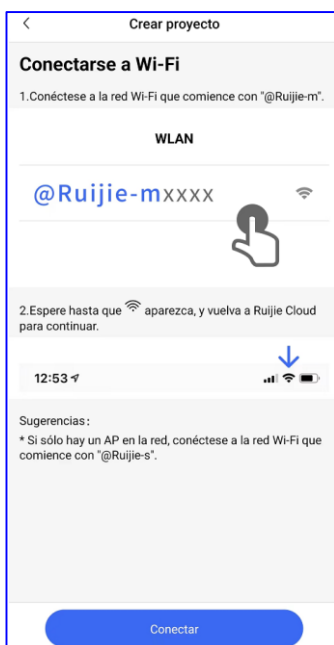 Crear proyecto
Conectarse a Wi-Fi
1.Conéctese a la red Wi-Fi que comience con "@Ruijie-m".
WLAN
@Ruijie-mxxxx
2.Espere hasta que aparezca, y vuelva a Ruijie Cloud
para continuar.
12:53
Sugerencias:
* Si sólo hay un AP en la red, conéctese a la red Wi-Fi que
comience con "@Ruijie-s".
Conectar